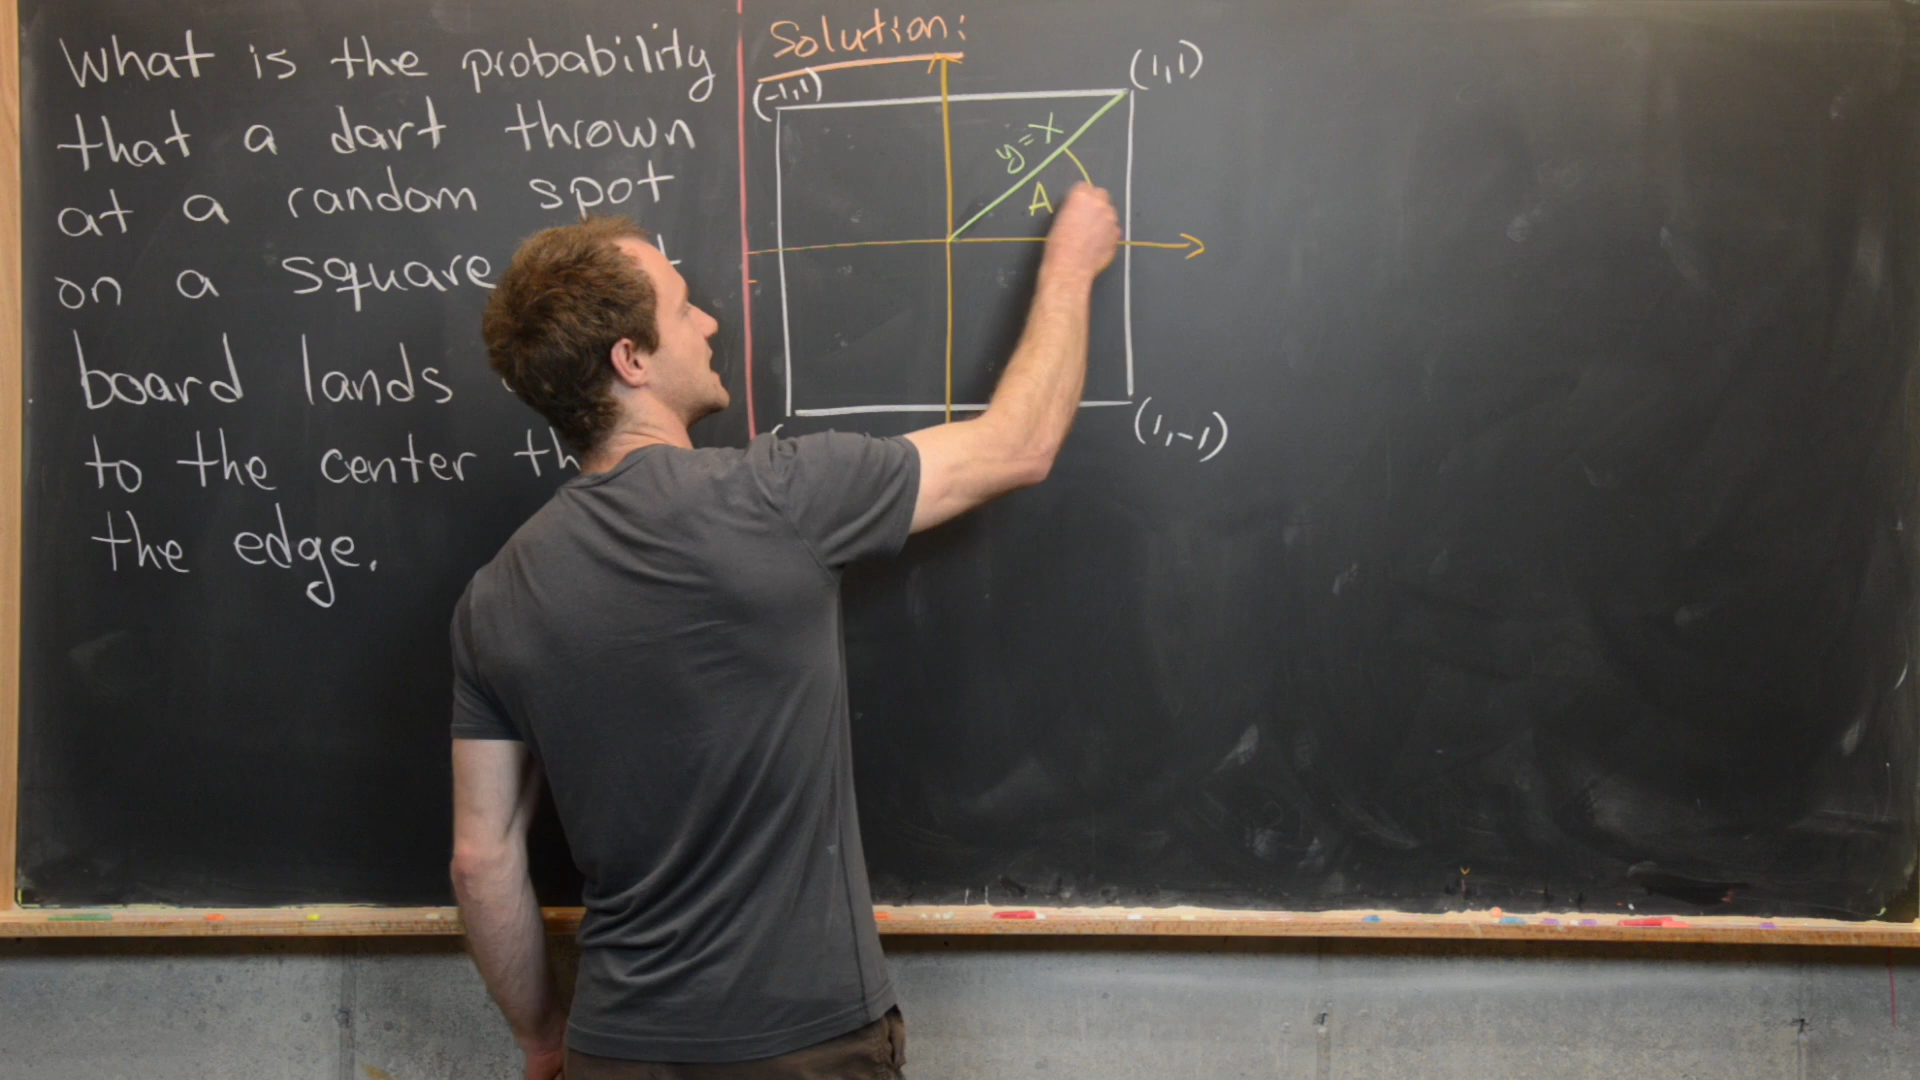 What is the probability
that a dart thrown
at a random spot
on a square
board lands
to the center
the edge.
Solution:
(-1,1)
(1,1)
y=x
A
(1,-1)